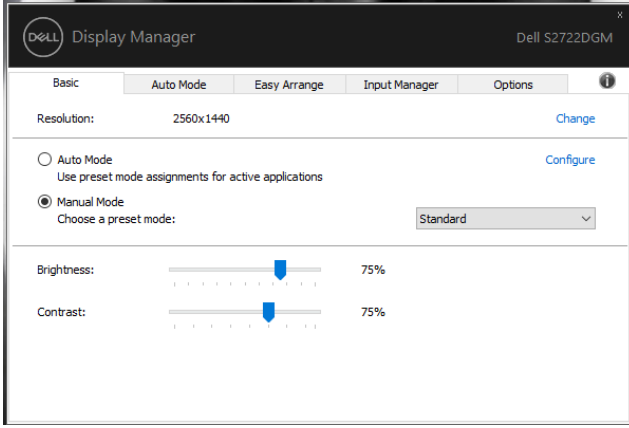 x
DELL Display Manager Dell S2722DGM
Basic Auto Mode Easy Arrange Input Manager Options i
Resolution: 2560x1440 Change
Auto Mode Configure
Use preset mode assignments for active applications
Manual Mode
Choose a preset mode: Standard
Brightness: 75%
Contrast: 75%